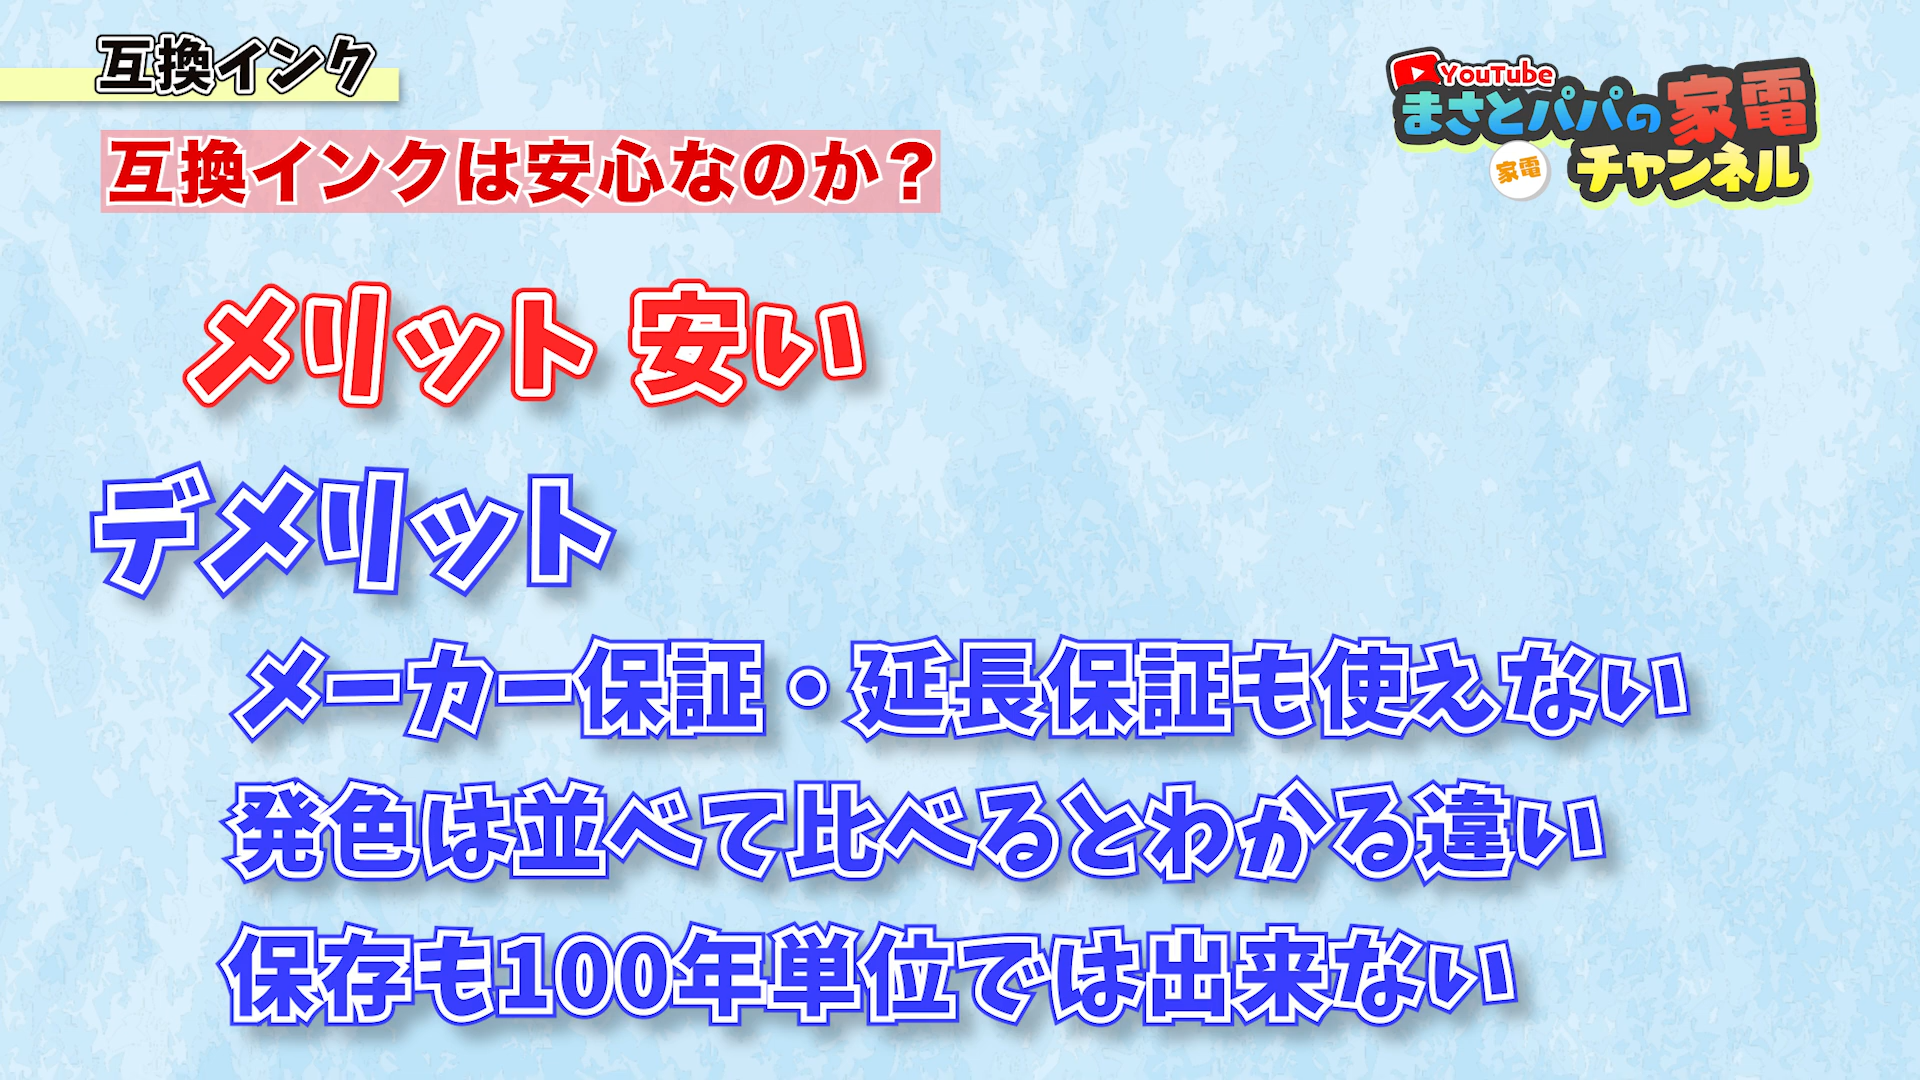 互換インク
YouTube
まさとパパの家電
家電
チャンネル
互換インクは安心なのか？
メリット 安い
デメリット
メーカー保証・延長保証も使えない
発色は並べて比べるとわかる違い
保存も100年単位では出来ない